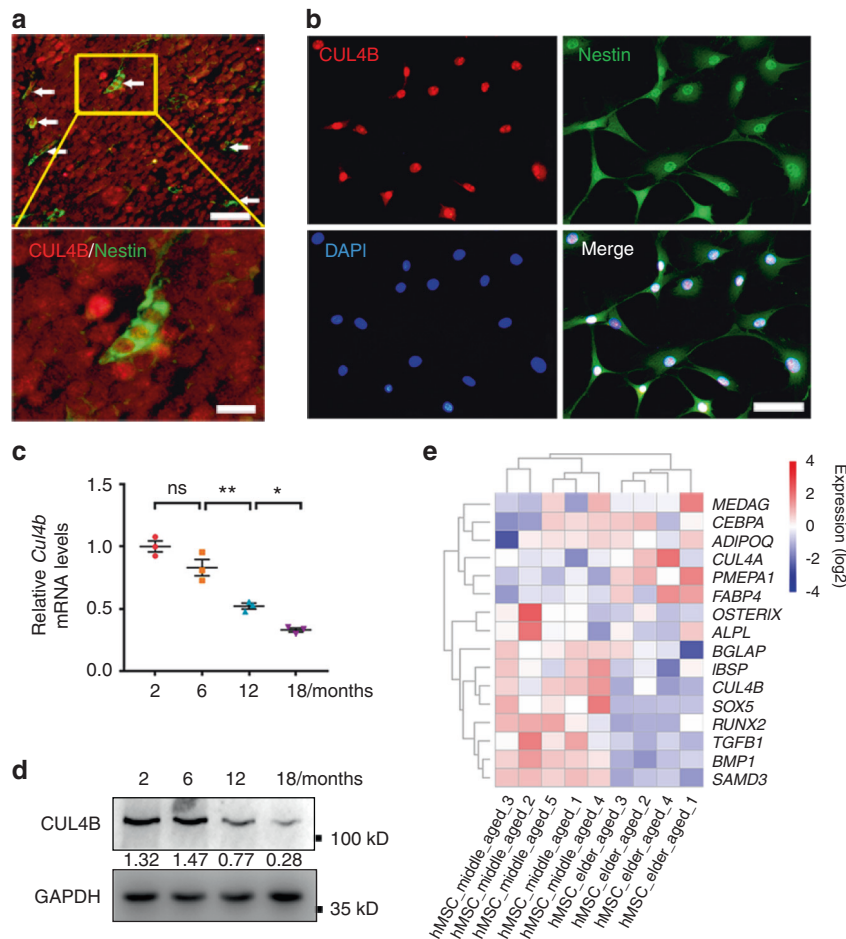 a
CUL4B/Nestin
b
CUL4B
Nestin
DAPI
Merge
c
Relative Cul4b
mRNA levels
1.5
1.0
0.5
0.0
ns
**
*
2 6 12 18/months
d
2 6 12 18/months
CUL4B
100 kD
1.32 1.47 0.77 0.28
GAPDH
35 kD
e
MEDAG
CEBPA
ADIPOQ
CUL4A
PMEPA1
FABP4
OSTERIX
ALPL
BGLAP
IBSP
CUL4B
SOX5
RUNX2
TGFB1
BMP1
SAMD3
hMSC_middle_aged_3
hMSC_middle_aged_2
hMSC_middle_aged_5
hMSC_middle_aged_1
hMSC_middle_aged_4
hMSC_elder_aged_3
hMSC_elder_aged_2
hMSC_elder_aged_4
hMSC_elder_aged_1
4
2
0
-2
-4
Expression (log2)